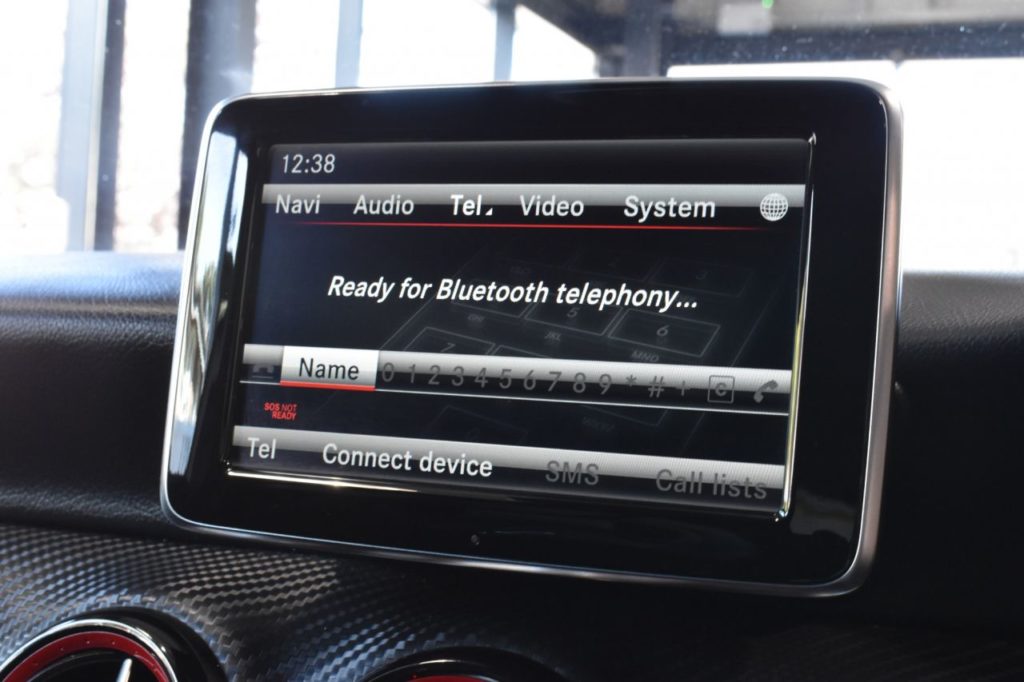 12:38
Navi Audio Tel Video System
Ready for Bluetooth telephony...
Name 0 1 2 3 4 5 6 7 8 9 * # + C
SOS NOT
READY
Tel Connect device SMS Call lists